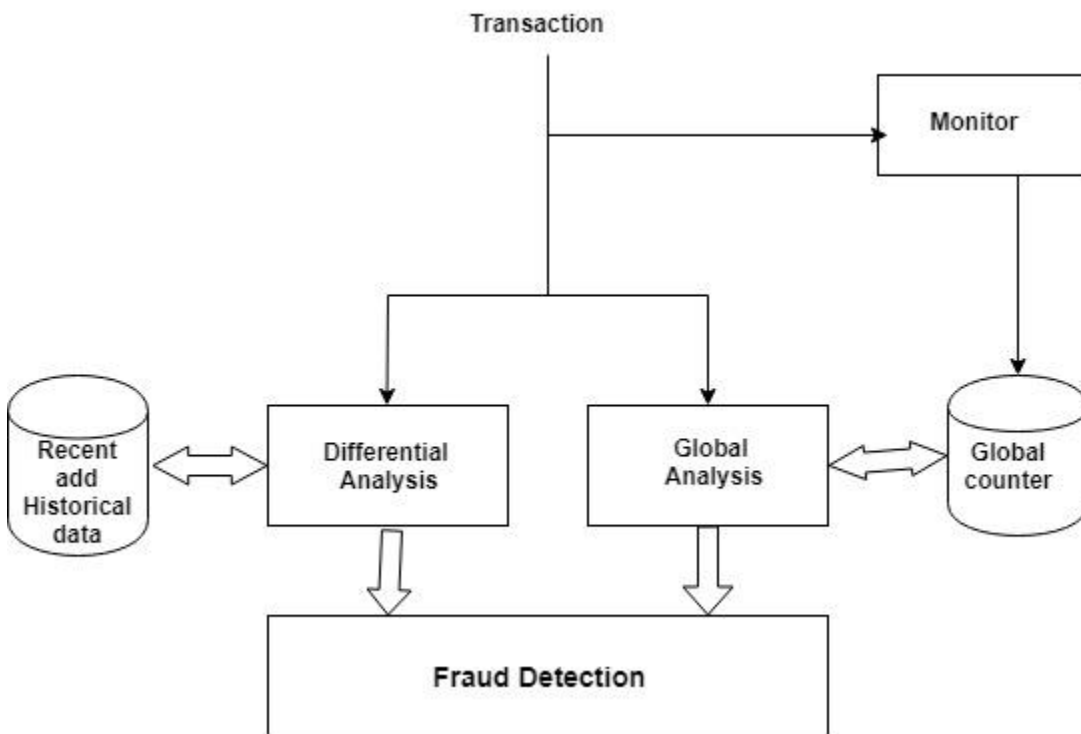 Transaction
Monitor
Recent
add
Historical
data
Differential
Analysis
Global
Analysis
Global
counter
Fraud Detection